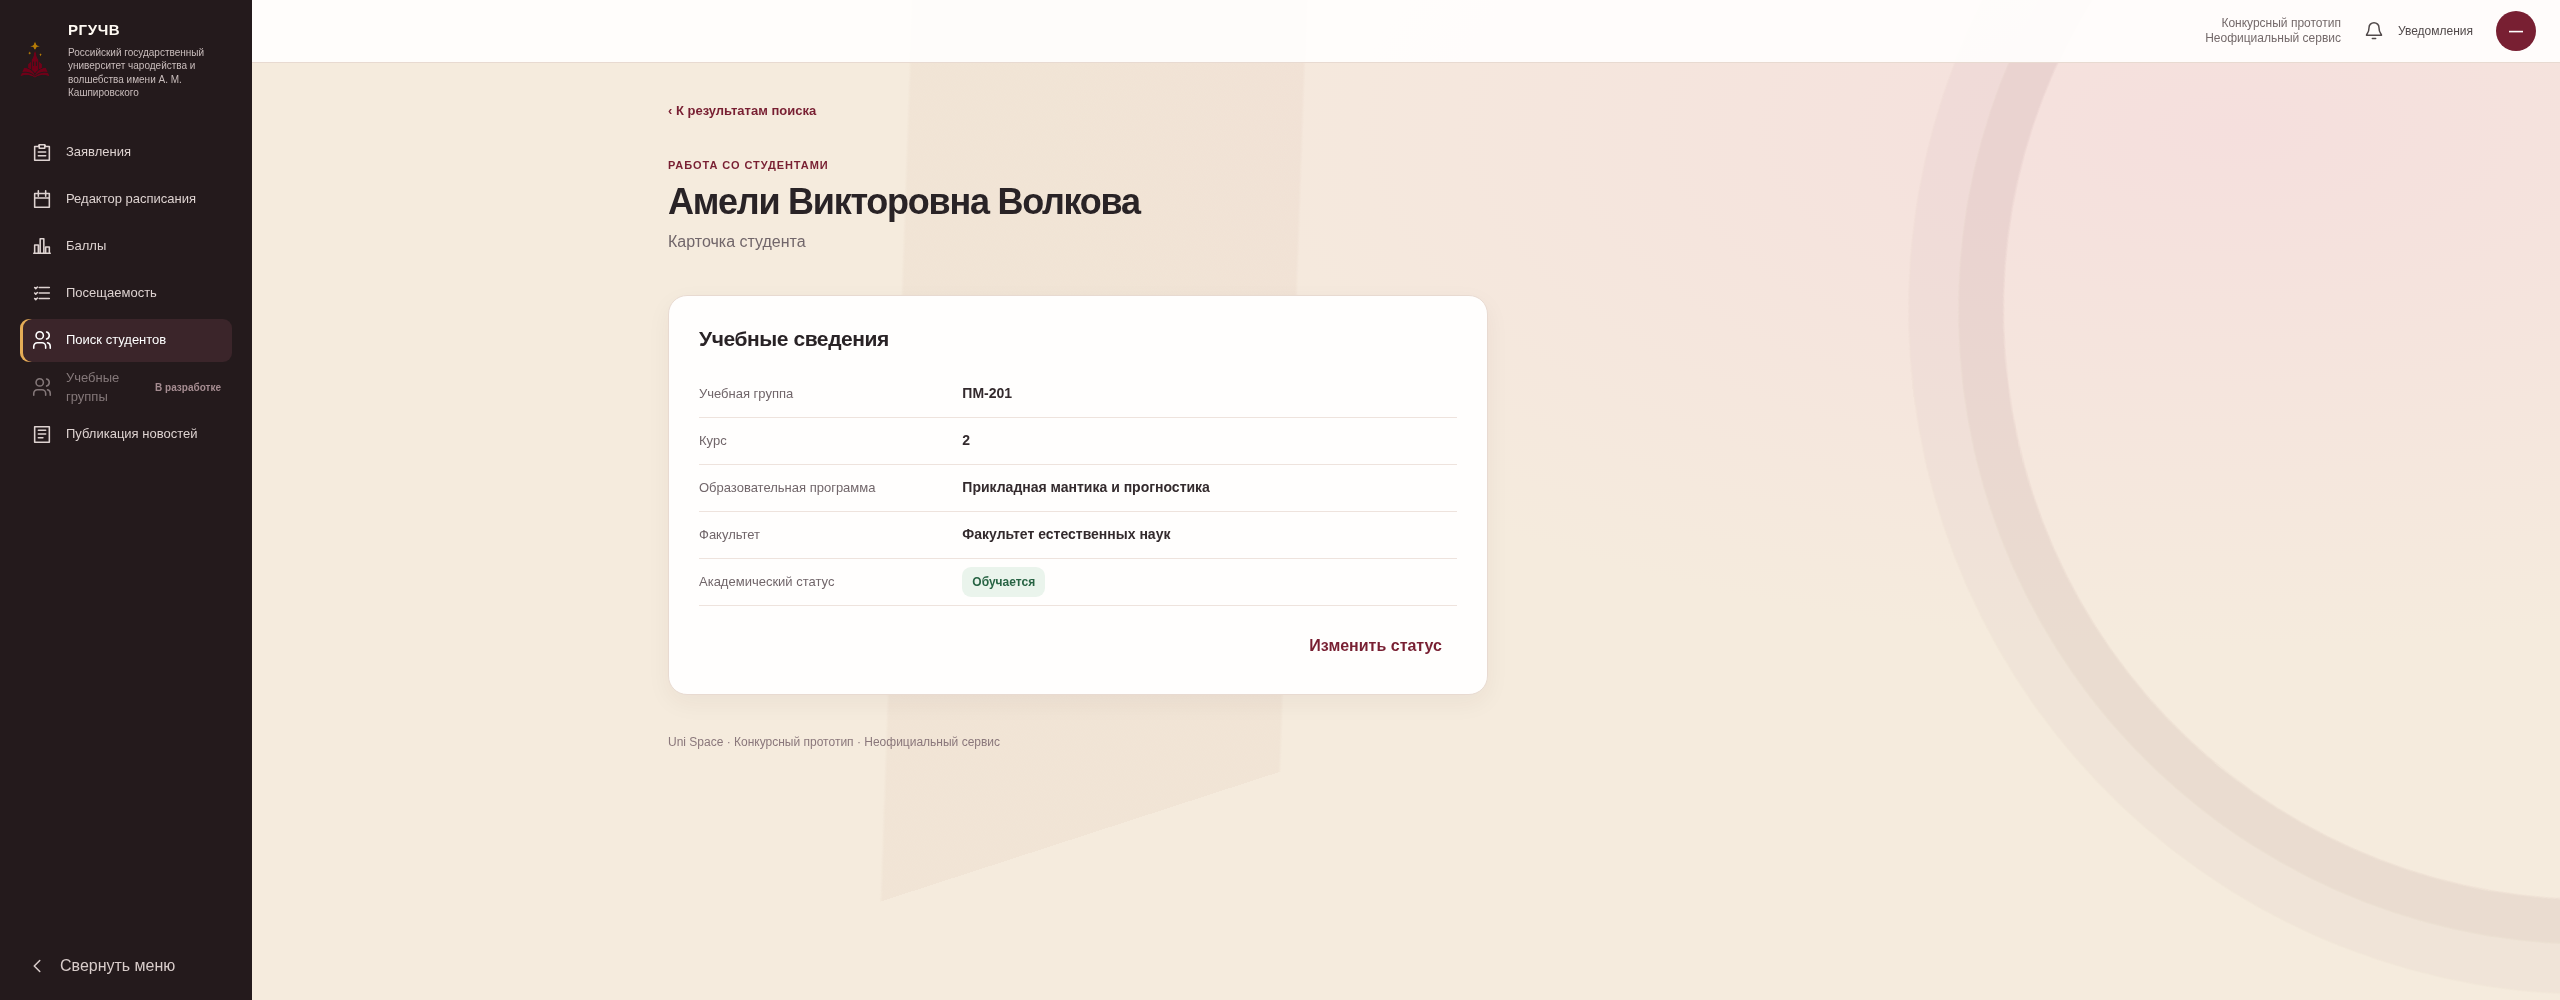 РГУЧВ
Российский государственный
университет чародейства и
волшебства имени А. М.
Кашпировского
Заявления
Редактор расписания
Баллы
Посещаемость
Поиск студентов
Учебные
группы
В разработке
Публикация новостей
Свернуть меню
Конкурсный прототип
Неофициальный сервис
Уведомления
‹ К результатам поиска
РАБОТА СО СТУДЕНТАМИ
Амели Викторовна Волкова
Карточка студента
Учебные сведения
Учебная группа ПМ-201
Курс 2
Образовательная программа Прикладная мантика и прогностика
Факультет Факультет естественных наук
Академический статус Обучается
Изменить статус
Uni Space · Конкурсный прототип · Неофициальный сервис